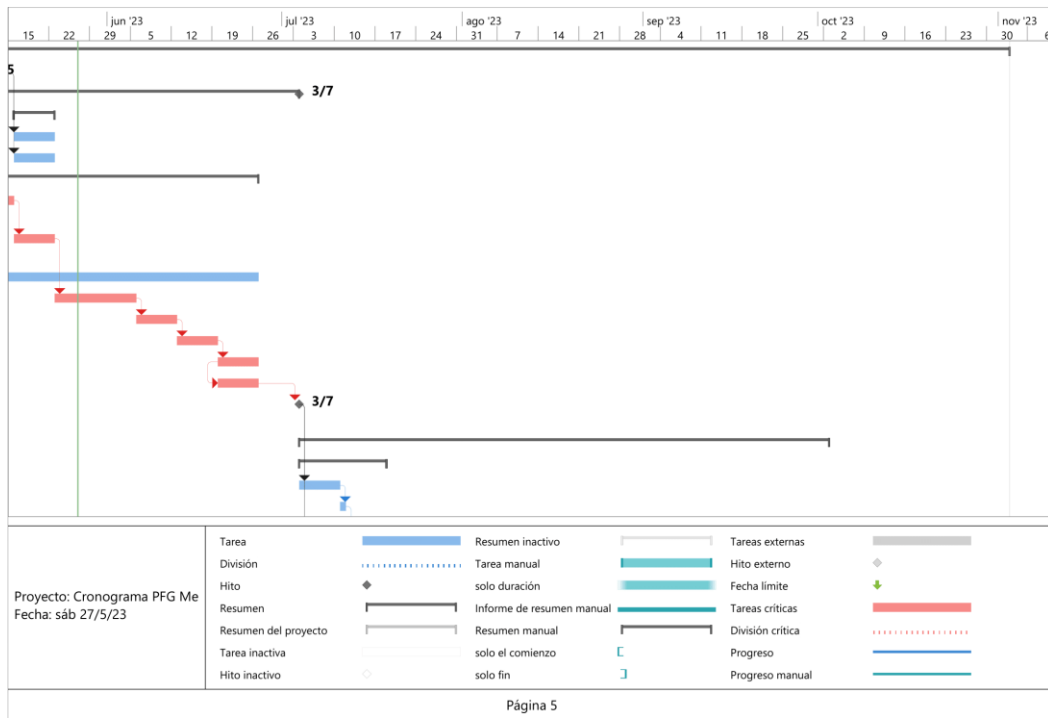 jun '23 jul '23 ago '23 sep '23 oct '23 nov '23
15 22 29 5 12 19 26 3 10 17 24 31 7 14 21 28 4 11 18 25 2 9 16 23 30 6
5
3/7
3/7
Proyecto: Cronograma PFG Me
Fecha: sáb 27/5/23
Tarea Resumen inactivo Tareas externas
División Tarea manual Hito externo
Hito solo duración Fecha límite
Resumen Informe de resumen manual Tareas críticas
Resumen del proyecto Resumen manual División crítica
Tarea inactiva solo el comienzo Progreso
Hito inactivo solo fin Progreso manual
Página 5